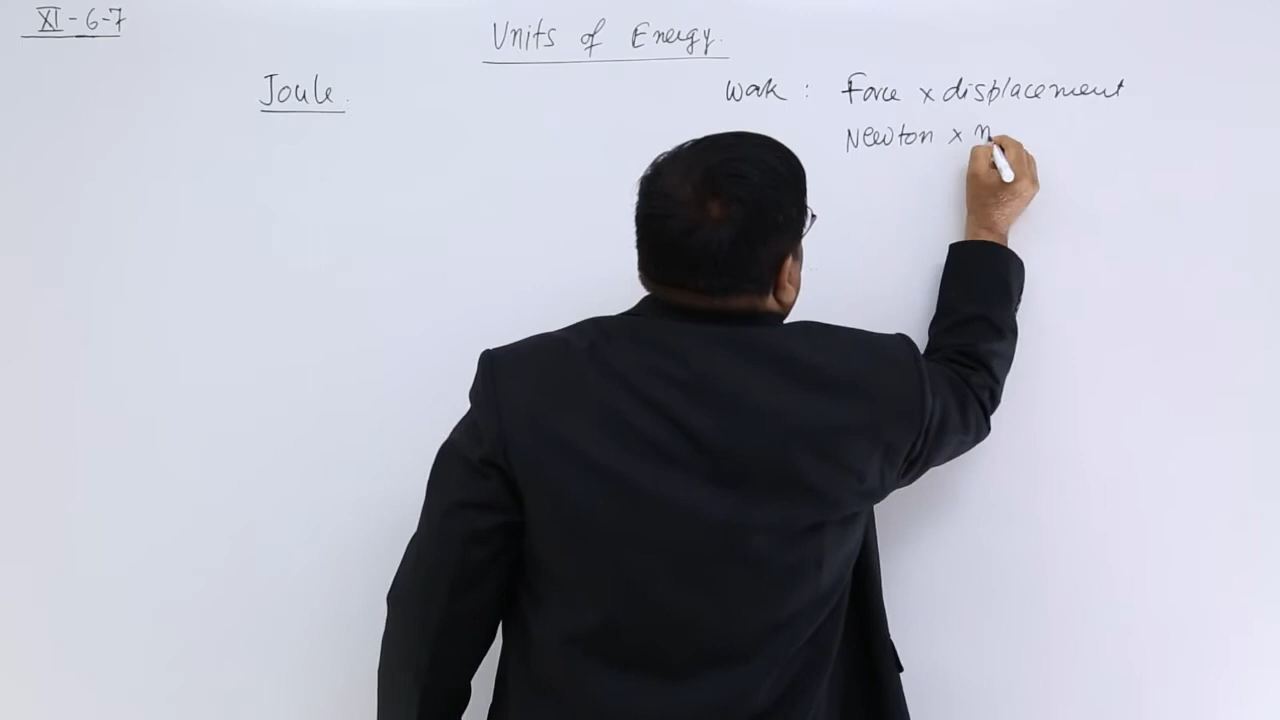 XI-6-7
Units of Energy.
Joule.
Work : Force × displacement
Newton × m